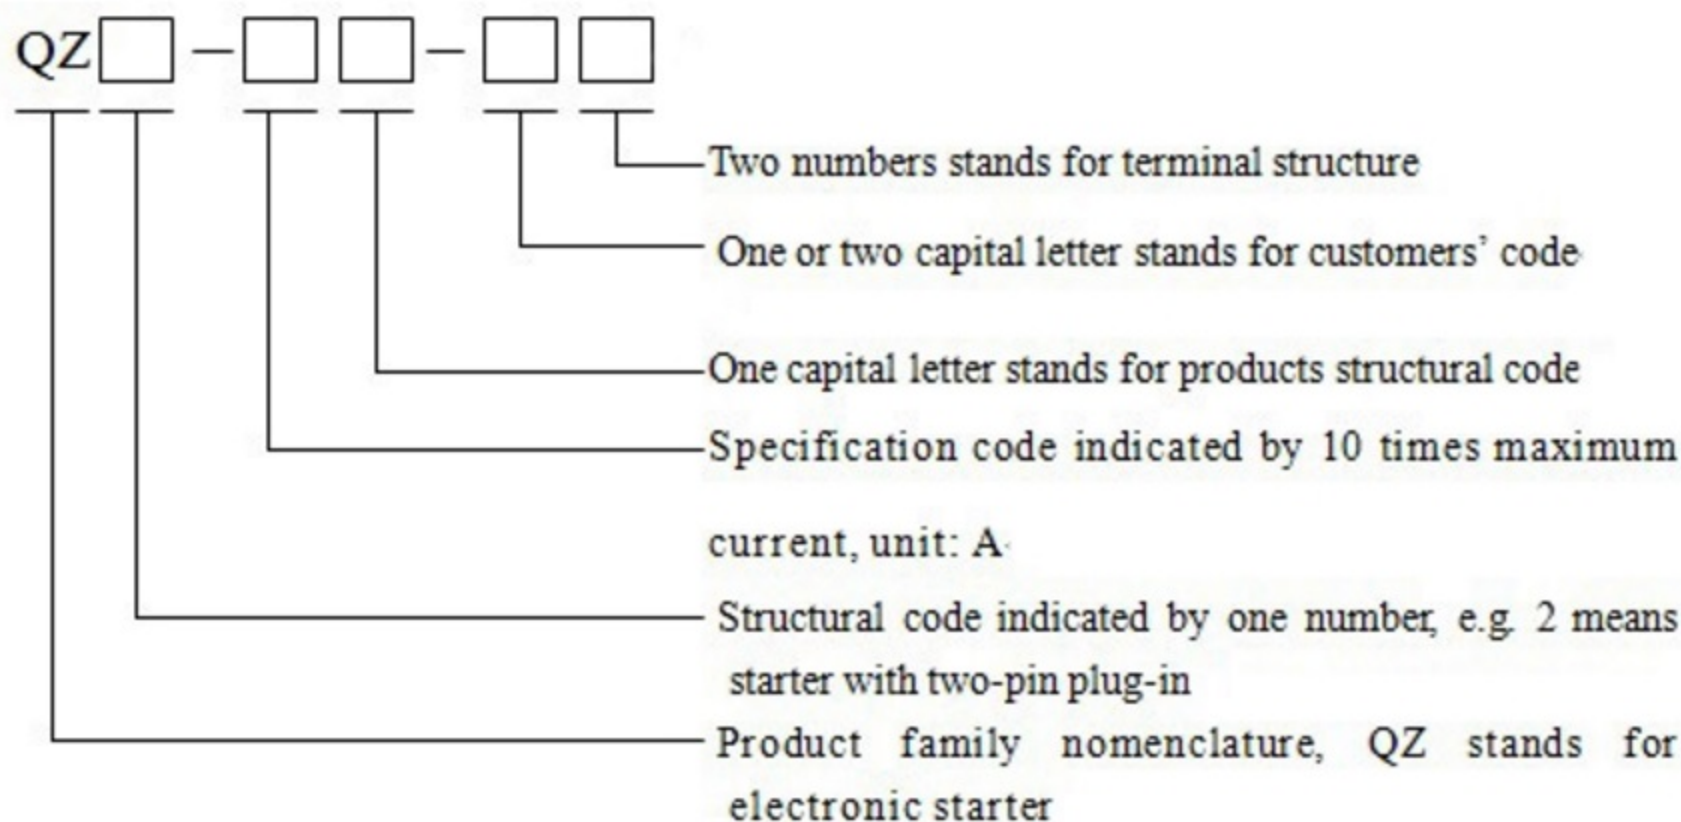 QZ□ — □ □ — □ □
Two numbers stands for terminal structure
One or two capital letter stands for customers’ code
One capital letter stands for products structural code
Specification code indicated by 10 times maximum
current, unit: A
Structural code indicated by one number, e.g. 2 means
starter with two-pin plug-in
Product family nomenclature, QZ stands for
electronic starter